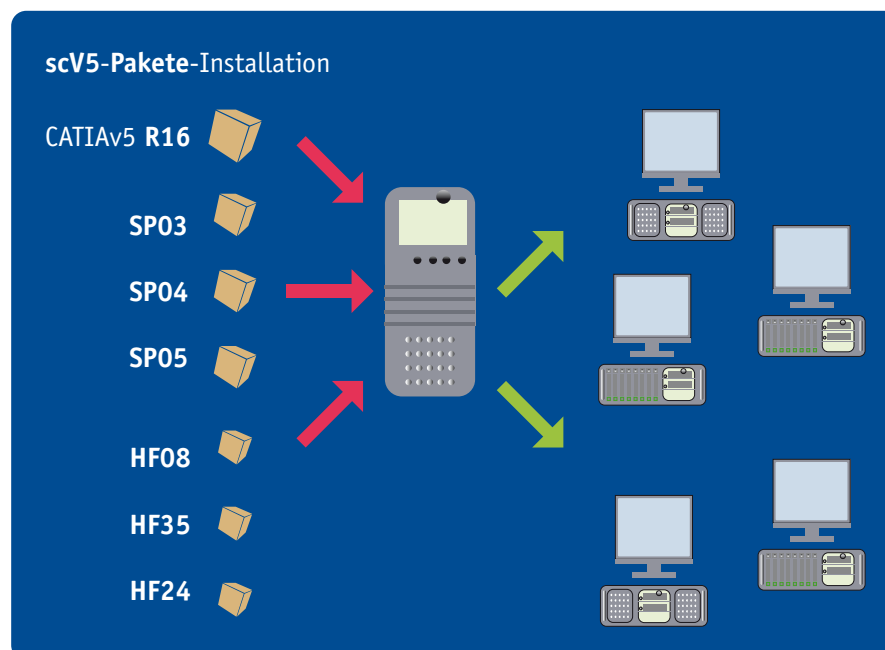 scV5-Pakete-Installation
CATIAv5 R16
SP03
SP04
SP05
HF08
HF35
HF24